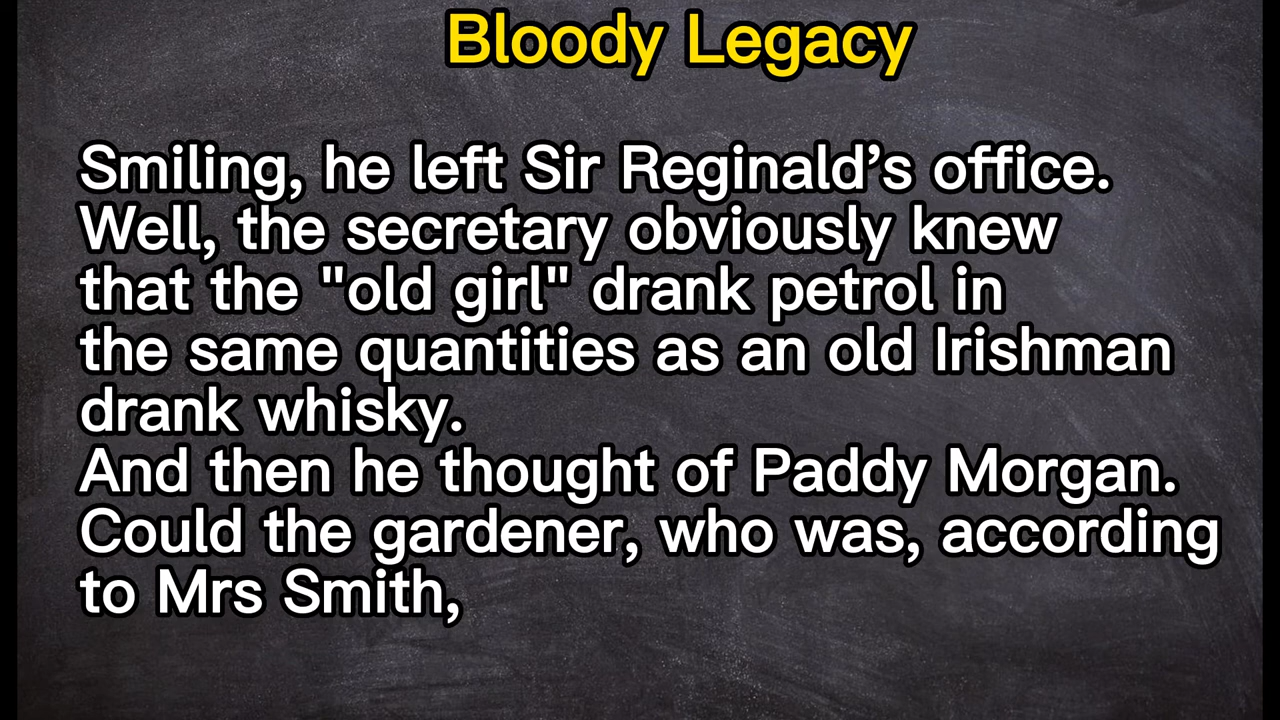 Bloody Legacy
Smiling, he left Sir Reginald’s office.
Well, the secretary obviously knew
that the "old girl" drank petrol in
the same quantities as an old Irishman
drank whisky.
And then he thought of Paddy Morgan.
Could the gardener, who was, according
to Mrs Smith,